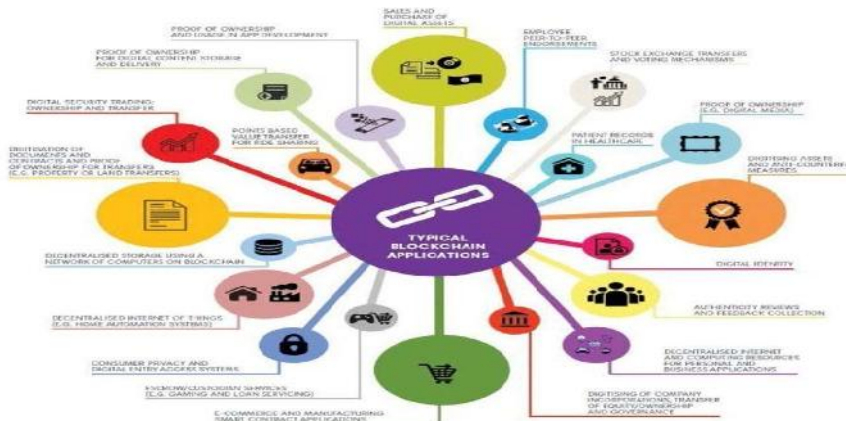 SALES AND
PURCHASE OF
DIGITAL ASSETS
EMPLOYEE
PEER-TO-PEER
ENDORSEMENTS
STOCK EXCHANGE TRANSFERS
AND VOTING MECHANISMS
PROOF OF OWNERSHIP
(E.G. DIGITAL MEDIA)
PATIENT RECORDS
IN HEALTHCARE
DIGITISING ASSETS
AND ANTI-COUNTERFEIT
MEASURES
DIGITAL IDENTITY
AUTHENTICITY REVIEWS
AND FEEDBACK COLLECTION
DECENTRALISED INTERNET
AND COMPUTING RESOURCES
FOR PERSONAL AND
BUSINESS APPLICATIONS
DIGITISING OF COMPANY
INCORPORATIONS, TRANSFER
OF EQUITY/OWNERSHIP
AND GOVERNANCE
E-COMMERCE AND MANUFACTURING
SMART CONTRACT APPLICATIONS
ESCROW/CUSTODIAN SERVICES
(E.G. GAMING AND LOAN SERVICING)
CONSUMER PRIVACY AND
DIGITAL ENTRY/ACCESS SYSTEMS
DECENTRALISED INTERNET OF THINGS
(E.G. HOME AUTOMATION SYSTEMS)
DECENTRALISED STORAGE USING A
NETWORK OF COMPUTERS ON BLOCKCHAIN
DIGITISATION OF
DOCUMENTS AND
CONTRACTS AND PROOF
OF OWNERSHIP FOR TRANSFERS
(E.G. PROPERTY OR LAND TRANSFERS)
POINTS BASED
VALUE TRANSFER
FOR RIDE SHARING
DIGITAL SECURITY TRADING:
OWNERSHIP AND TRANSFER
PROOF OF OWNERSHIP
FOR DIGITAL CONTENT STORAGE
AND DELIVERY
PROOF OF OWNERSHIP
AND USAGE IN APP DEVELOPMENT
TYPICAL
BLOCKCHAIN
APPLICATIONS